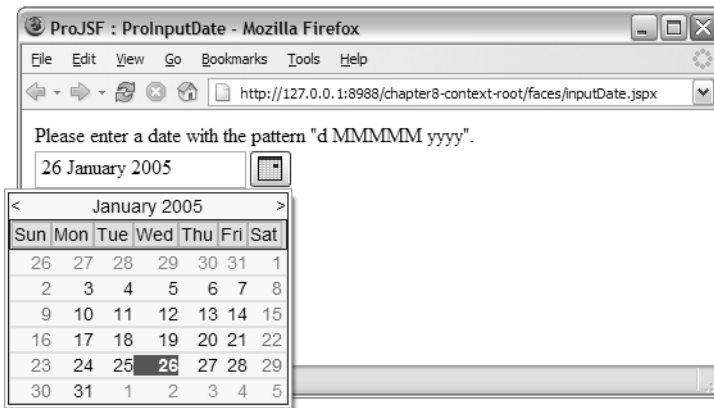 ProJSF : ProInputDate - Mozilla Firefox
File Edit View Go Bookmarks Tools Help
http://127.0.0.1:8988/chapter8-context-root/faces/inputDate.jspx
Please enter a date with the pattern "d MMMMM yyyy".
26 January 2005
< January 2005 >
Sun Mon Tue Wed Thu Fri Sat
26 27 28 29 30 31 1
2 3 4 5 6 7 8
9 10 11 12 13 14 15
16 17 18 19 20 21 22
23 24 25 26 27 28 29
30 31 1 2 3 4 5